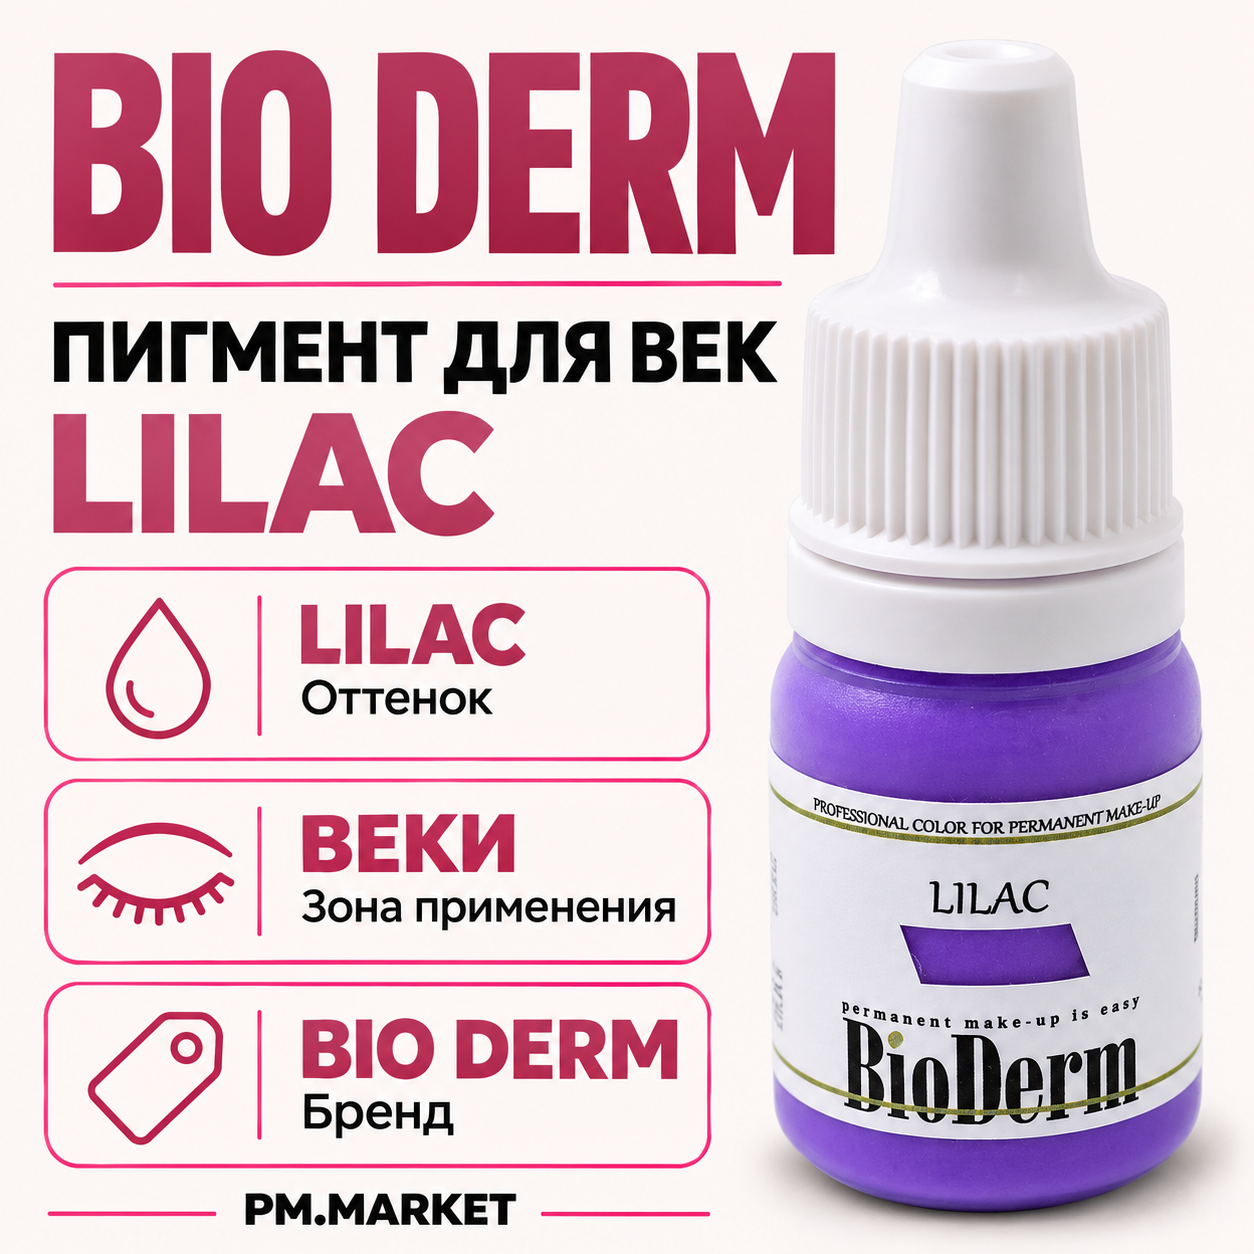 BIO DERM
ПИГМЕНТ ДЛЯ ВЕК
LILAC
LILAC
Оттенок
ВЕКИ
Зона применения
BIO DERM
Бренд
PM.MARKET
PROFESSIONAL COLOR FOR PERMANENT MAKE-UP
LILAC
permanent make-up is easy
BioDerm